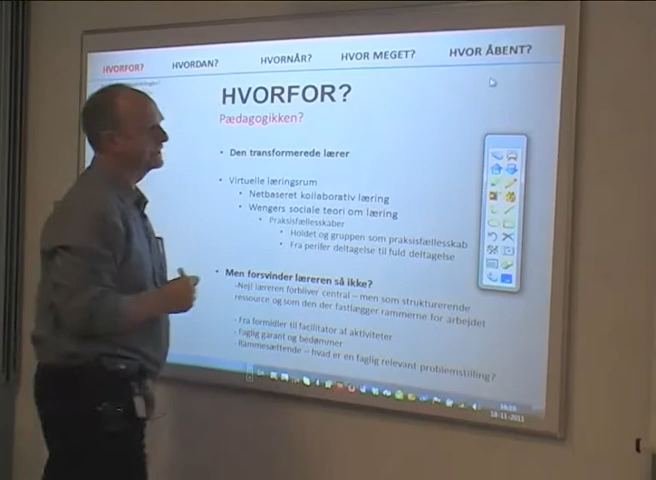 HVORFOR? HVORDAN? HVORNÅR? HVOR MEGET? HVOR ÅBENT?
HVORFOR?
Pædagogikken?
• Den transformerede lærer
• Virtuelle læringsrum
• Netbaseret kollaborativ læring
• Wengers sociale teori om læring
• Praksisfællesskaber
• Holdet og gruppen som praksisfællesskab
• Fra perifer deltagelse til fuld deltagelse
• Men forsvinder læreren så ikke?
-Nej! læreren forbliver central – men som strukturerende
ressource og som den der fastlægger rammerne for arbejdet
- Fra formidler til facilitator af aktiviteter
- Faglig garant og bedømmer
- Rammesættende – hvad er en faglig relevant problemstilling?
18-11-2011